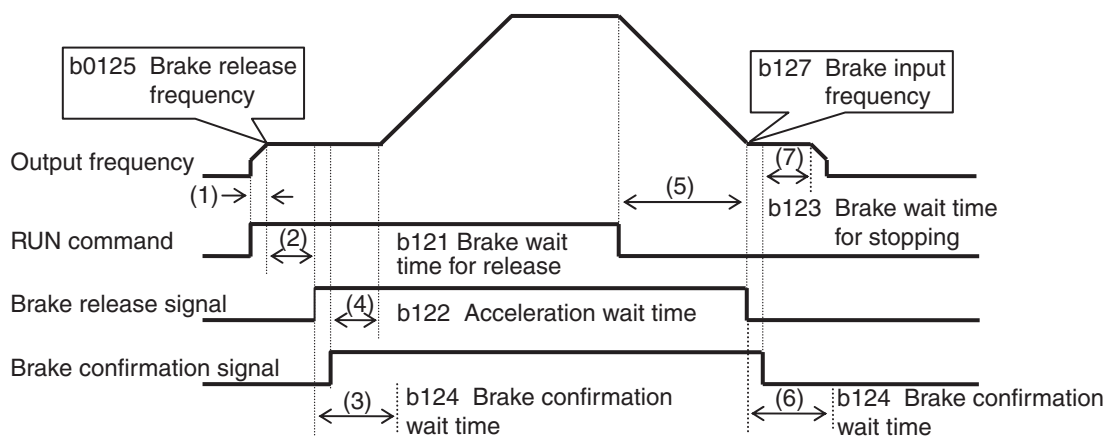 b0125 Brake release
frequency
b127 Brake input
frequency
Output frequency
(1)
(5)
(7)
b123 Brake wait time
for stopping
RUN command
(2)
b121 Brake wait
time for release
Brake release signal
(4)
b122 Acceleration wait time
Brake confirmation signal
(3)
b124 Brake confirmation
wait time
(6)
b124 Brake confirmation
wait time